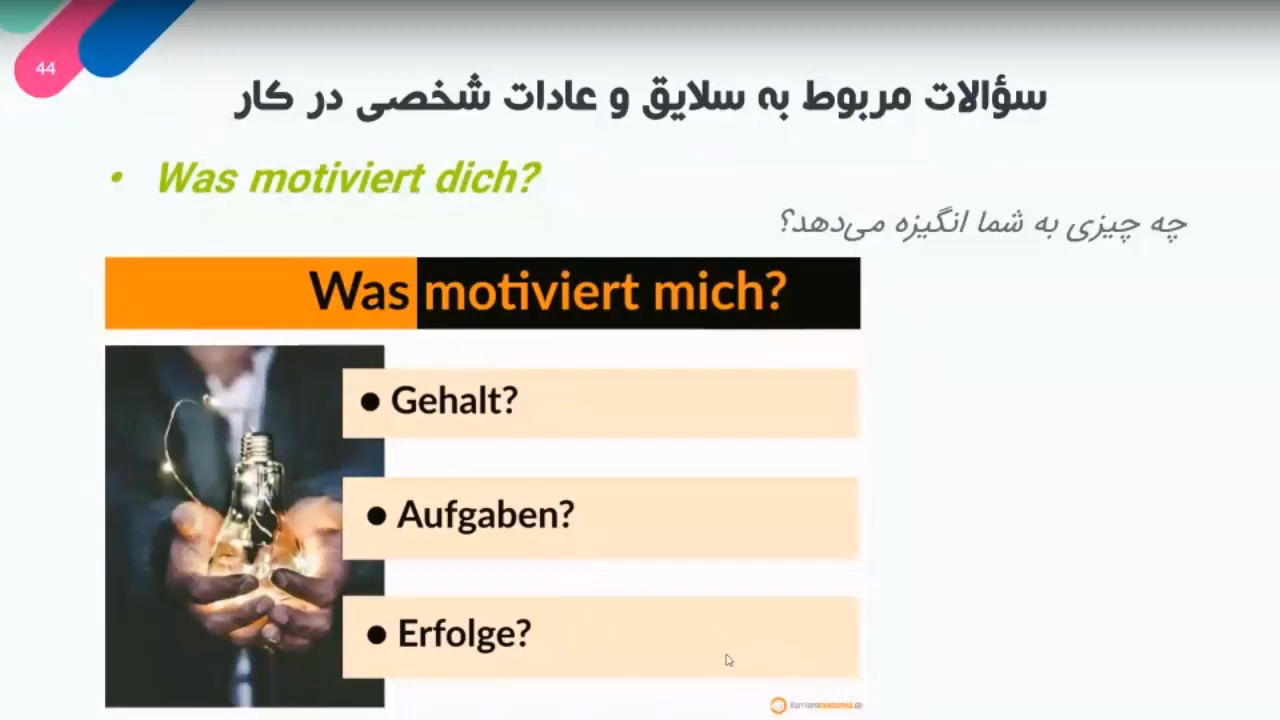 44
سؤالات مربوط به سلایق و عادات شخصی در کار
• Was motiviert dich?
چه چیزی به شما انگیزه می‌دهد؟
Was motiviert mich?
• Gehalt?
• Aufgaben?
• Erfolge?